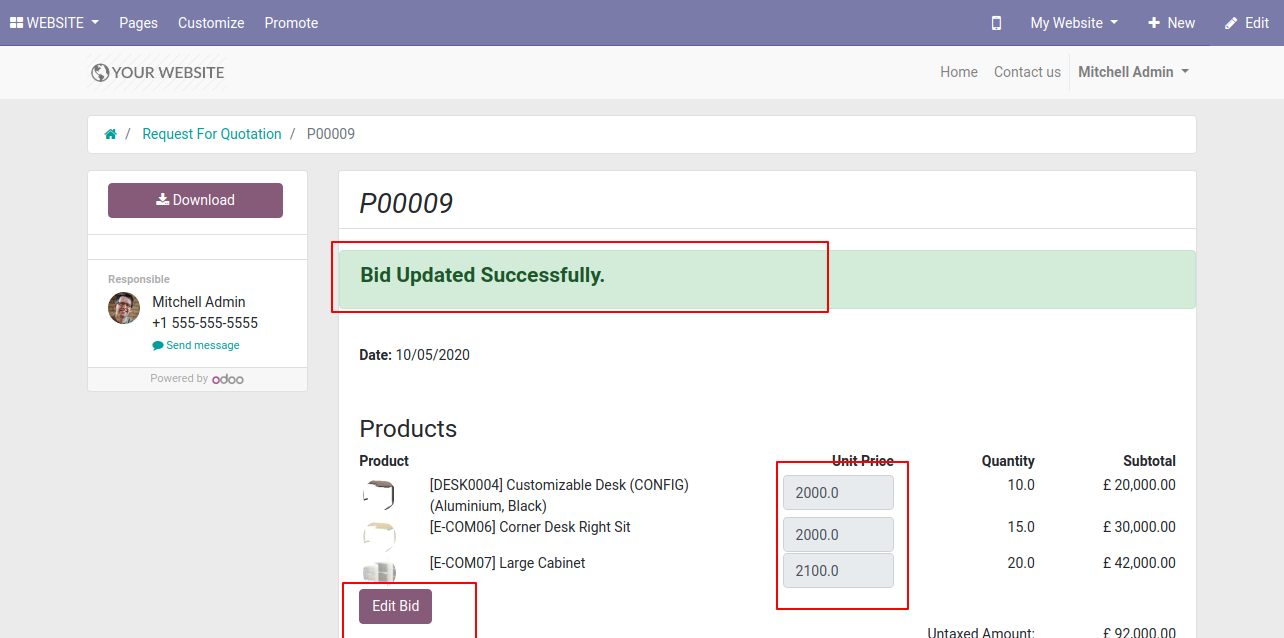 WEBSITE Pages Customize Promote My Website New Edit
YOUR WEBSITE Home Contact us Mitchell Admin
/ Request For Quotation / P00009
Download
P00009
Bid Updated Successfully.
Responsible
Mitchell Admin
+1 555-555-5555
Send message
Powered by odoo
Date: 10/05/2020
Products
Product Unit Price Quantity Subtotal
[DESK0004] Customizable Desk (CONFIG) 2000.0 10.0 £ 20,000.00
(Aluminium, Black)
[E-COM06] Corner Desk Right Sit 2000.0 15.0 £ 30,000.00
[E-COM07] Large Cabinet 2100.0 20.0 £ 42,000.00
Edit Bid
Untaxed Amount: £ 92,000.00